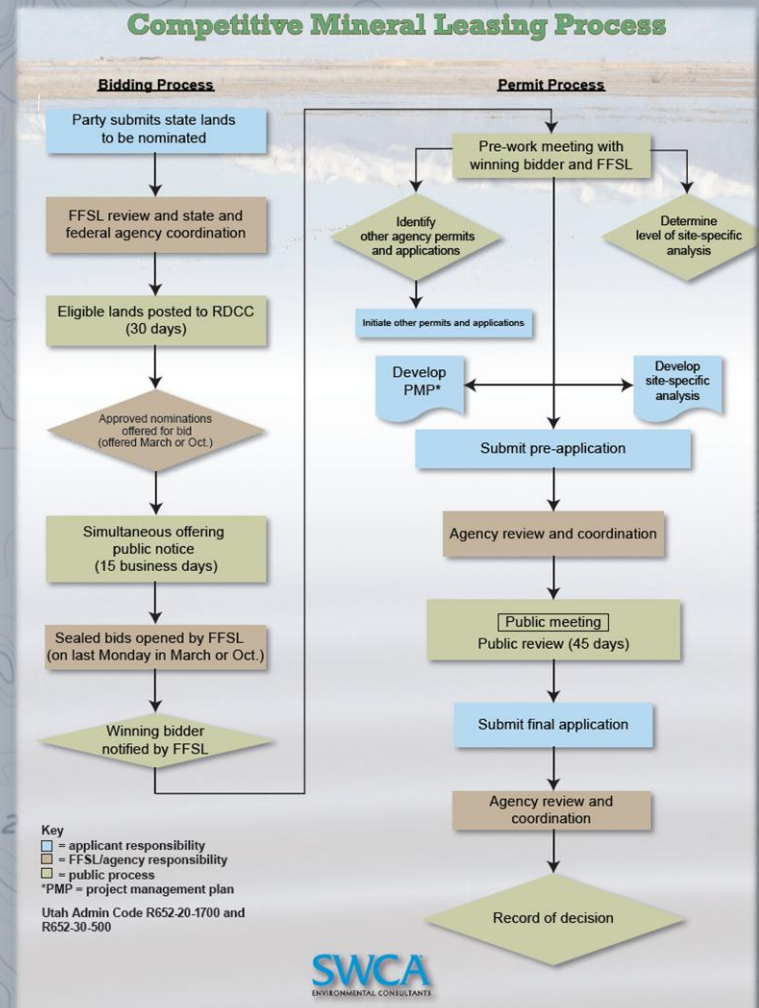 Competitive Mineral Leasing Process
Bidding Process
Party submits state lands
to be nominated
FFSL review and state and
federal agency coordination
Eligible lands posted to RDCC
(30 days)
Approved nominations
offered for bid
(offered March or Oct.)
Simultaneous offering
public notice
(15 business days)
Sealed bids opened by FFSL
(on last Monday in March or Oct.)
Winning bidder
notified by FFSL
Permit Process
Pre-work meeting with
winning bidder and FFSL
Identify
other agency permits
and applications
Determine
level of site-specific
analysis
Initiate other permits and applications
Develop
PMP*
Develop
site-specific
analysis
Submit pre-application
Agency review and coordination
Public meeting
Public review (45 days)
Submit final application
Agency review and
coordination
Record of decision
Key
= applicant responsibility
= FFSL/agency responsibility
= public process
*PMP = project management plan
Utah Admin Code R652-20-1700 and
R652-30-500
2
SWCA
ENVIRONMENTAL CONSULTANTS